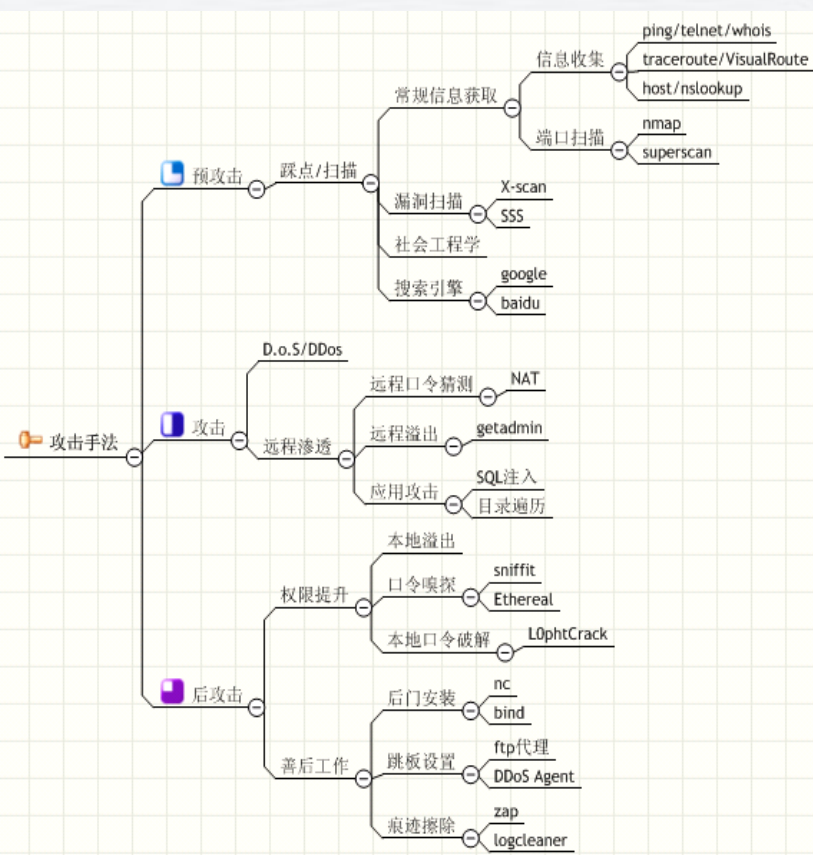 攻击手法
预攻击
踩点/扫描
常规信息获取
信息收集
ping/telnet/whois
traceroute/VisualRoute
host/nslookup
端口扫描
nmap
superscan
漏洞扫描
X-scan
SSS
社会工程学
搜索引擎
google
baidu
攻击
D.o.S/DDos
远程渗透
远程口令猜测
NAT
远程溢出
getadmin
应用攻击
SQL注入
目录遍历
后攻击
权限提升
本地溢出
口令嗅探
sniffit
Ethereal
本地口令破解
L0phtCrack
善后工作
后门安装
nc
bind
跳板设置
ftp代理
DDoS Agent
痕迹擦除
zap
logcleaner